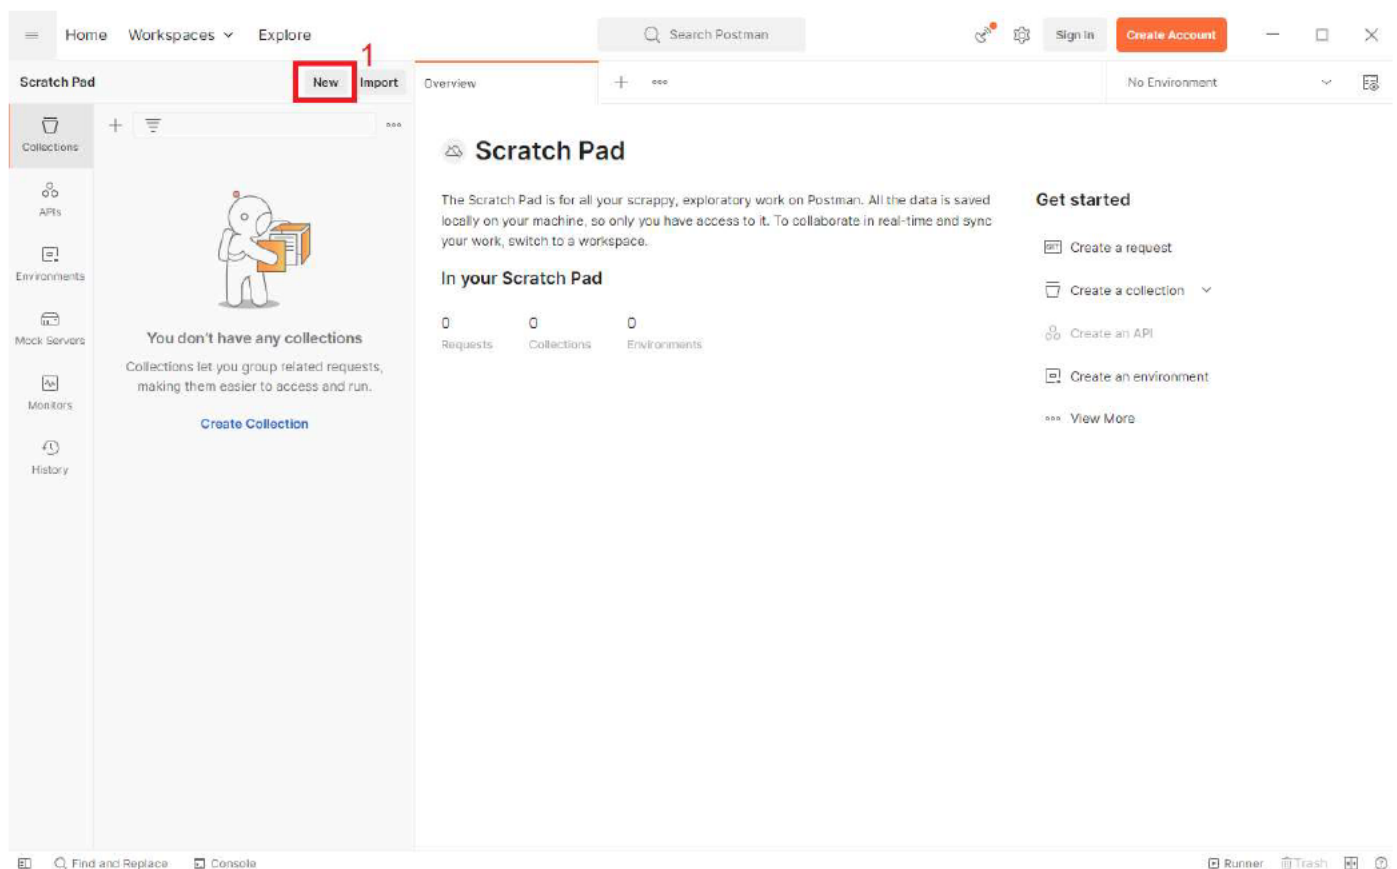 Home Workspaces Explore
Search Postman
Sign In Create Account
1
Scratch Pad New Import
Overview
No Environment
Collections
APIs
Environments
Mock Servers
Monitors
History
You don't have any collections
Collections let you group related requests,
making them easier to access and run.
Create Collection
Scratch Pad
The Scratch Pad is for all your scrappy, exploratory work on Postman. All the data is saved
locally on your machine, so only you have access to it. To collaborate in real-time and sync
your work, switch to a workspace.
In your Scratch Pad
0 0 0
Requests Collections Environments
Get started
GET Create a request
Create a collection
Create an API
Create an environment
View More
Find and Replace Console
Runner Trash